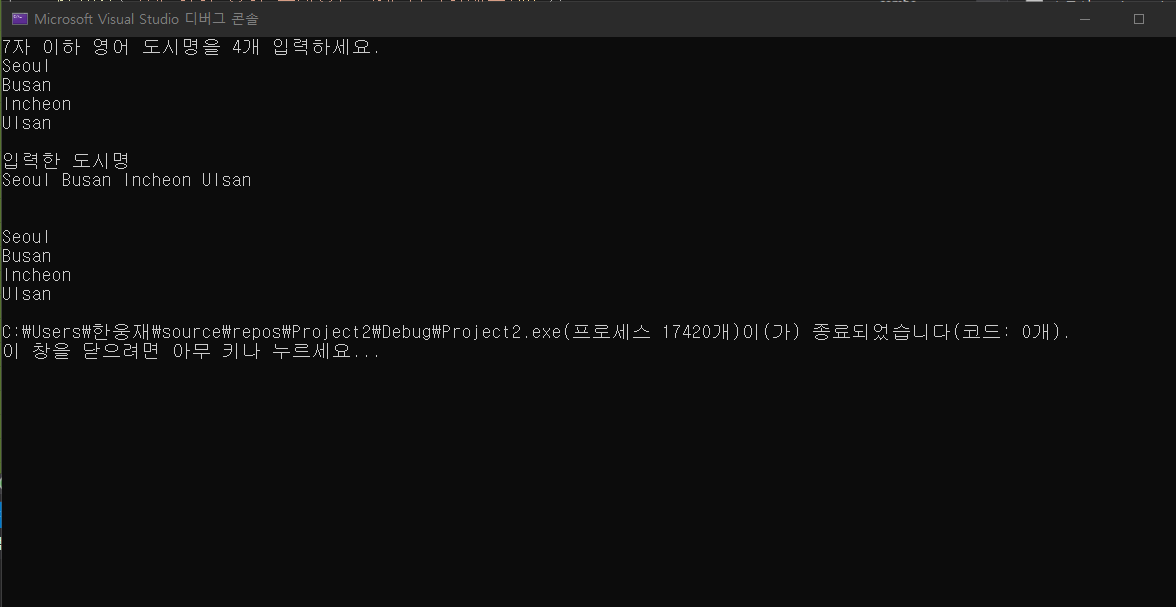 Microsoft Visual Studio 디버그 콘솔
7자 이하 영어 도시명을 4개 입력하세요.
Seoul
Busan
Incheon
Ulsan
입력한 도시명
Seoul Busan Incheon Ulsan
Seoul
Busan
Incheon
Ulsan
C:₩Users₩한웅재₩source₩repos₩Project2₩Debug₩Project2.exe(프로세스 17420개)이(가) 종료되었습니다(코드: 0개).
이 창을 닫으려면 아무 키나 누르세요...